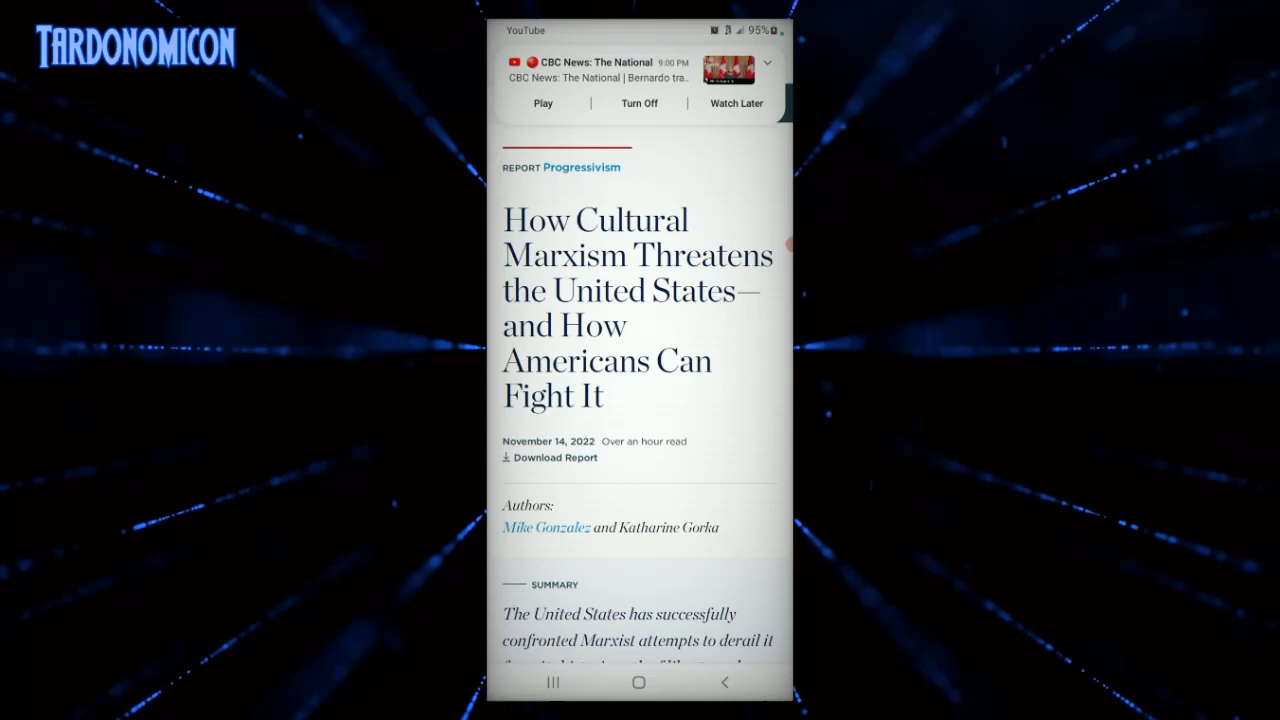 TARDONOMICON
YouTube
95%
CBC News: The National 9:00 PM
CBC News: The National | Bernardo tra..
Play | Turn Off | Watch Later
REPORT Progressivism
How Cultural
Marxism Threatens
the United States—
and How
Americans Can
Fight It
November 14, 2022 Over an hour read
Download Report
Authors:
Mike Gonzalez and Katharine Gorka
SUMMARY
The United States has successfully
confronted Marxist attempts to derail it